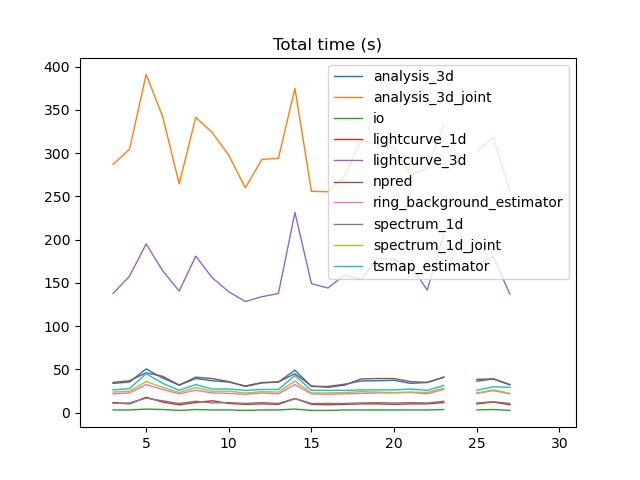 Total time (s)
400
350
300
250
200
150
100
50
0
5
10
15
20
25
30
analysis_3d
analysis_3d_joint
io
lightcurve_1d
lightcurve_3d
npred
ring_background_estimator
spectrum_1d
spectrum_1d_joint
tsmap_estimator